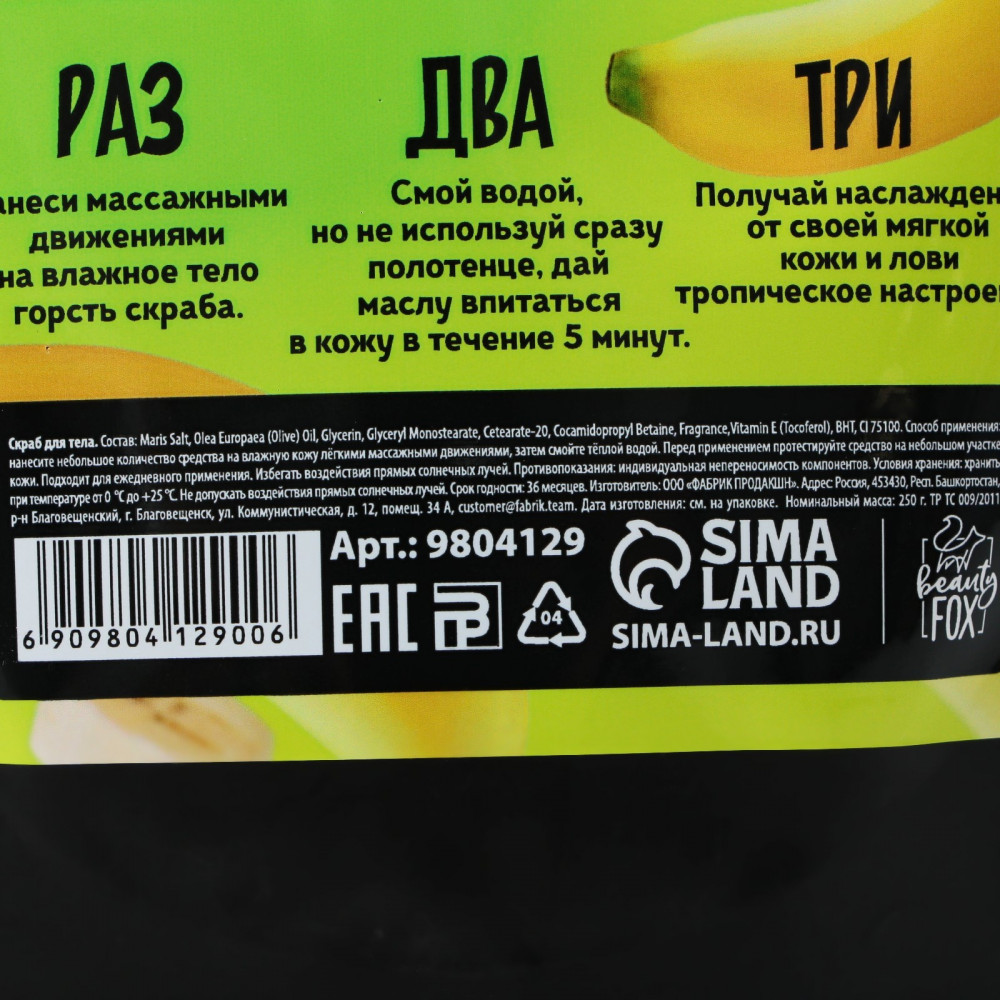 РАЗ
анеси массажными
движениями
на влажное тело
горсть скраба.
ДВА
Смой водой,
но не используй сразу
полотенце, дай
маслу впитаться
в кожу в течение 5 минут.
ТРИ
Получай наслажден
от своей мягкой
кожи и лови
тропическое настрое
Скраб для тела. Состав: Maris Salt, Olea Europaea (Olive) Oil, Glycerin, Glyceryl Monostearate, Cetearate-20, Cocamidopropyl Betaine, Fragrance,Vitamin E (Tocoferol), BHT, CI 75100. Способ применения:
нанесите небольшое количество средства на влажную кожу лёгкими массажными движениями, затем смойте тёплой водой. Перед применением протестируйте средство на небольшом участке
кожи. Подходит для ежедневного применения. Избегать воздействия прямых солнечных лучей. Противопоказания: индивидуальная непереносимость компонентов. Условия хранения: хранить
при температуре от 0 °C до +25 °C. Не допускать воздействия прямых солнечных лучей. Срок годности: 36 месяцев. Изготовитель: ООО «ФАБРИК ПРОДАКШН». Адрес: Россия, 453430, Респ. Башкортостан,
р-н Благовещенский, г. Благовещенск, ул. Коммунистическая, д. 12, помещ. 34 А, customer@fabrik.team. Дата изготовления: см. на упаковке. Номинальный масса: 250 г. ТР ТС 009/2011
6 909804 129006
Арт.: 9804129
EAC
04
SIMA
LAND
SIMA-LAND.RU
beauty
FOX